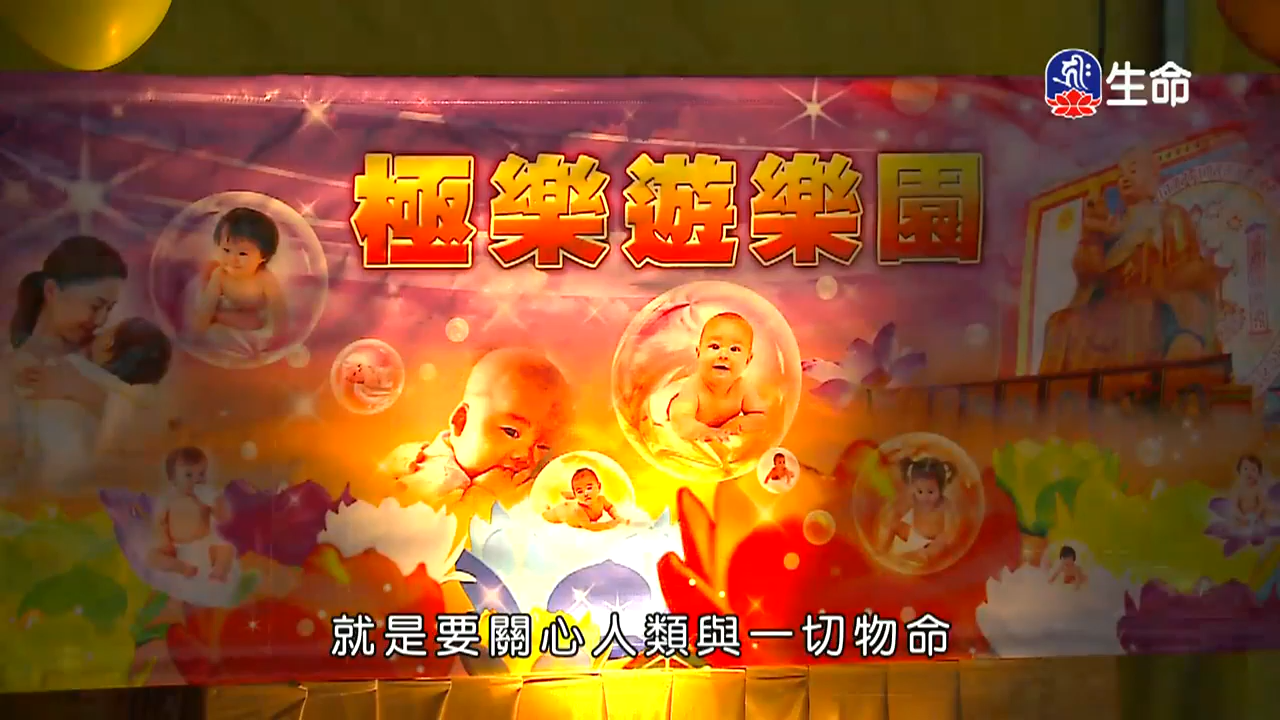 生命
極樂遊樂園
就是要關心人類與一切物命